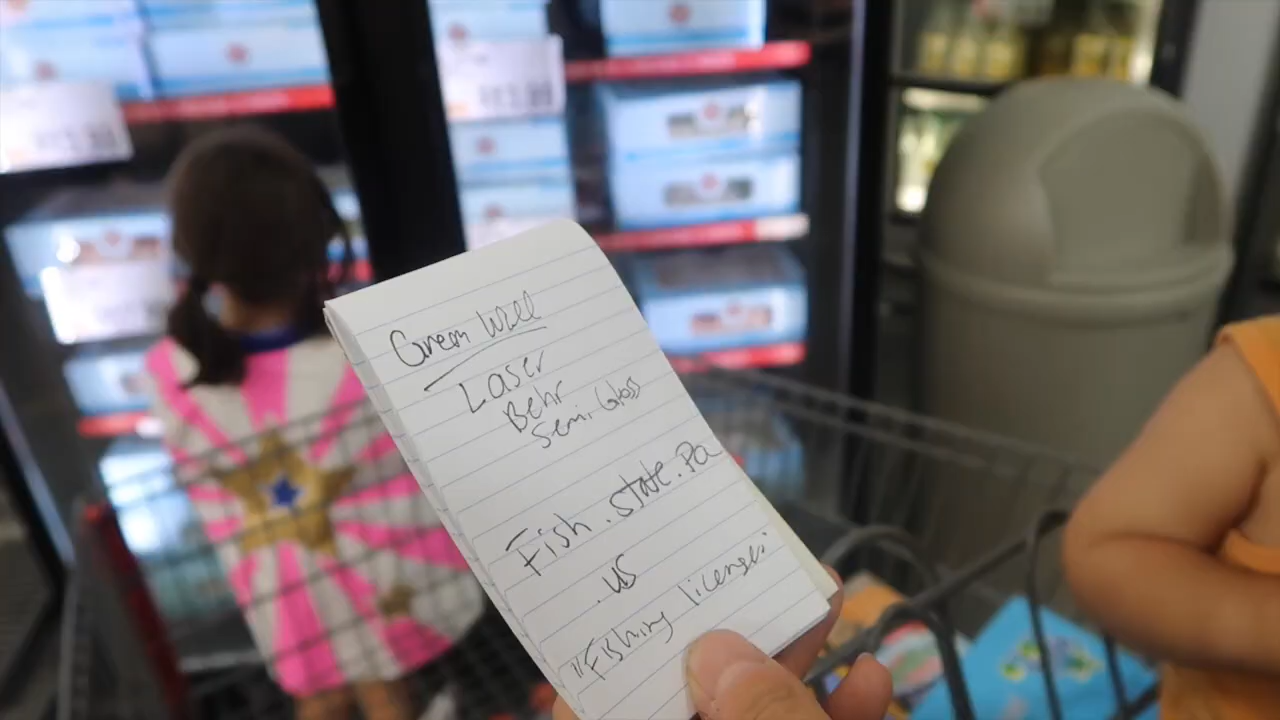 Green Wall
Laser
Behr
Semi. Gloss
Fish.state.Pa
.us
"Fishing licenses: